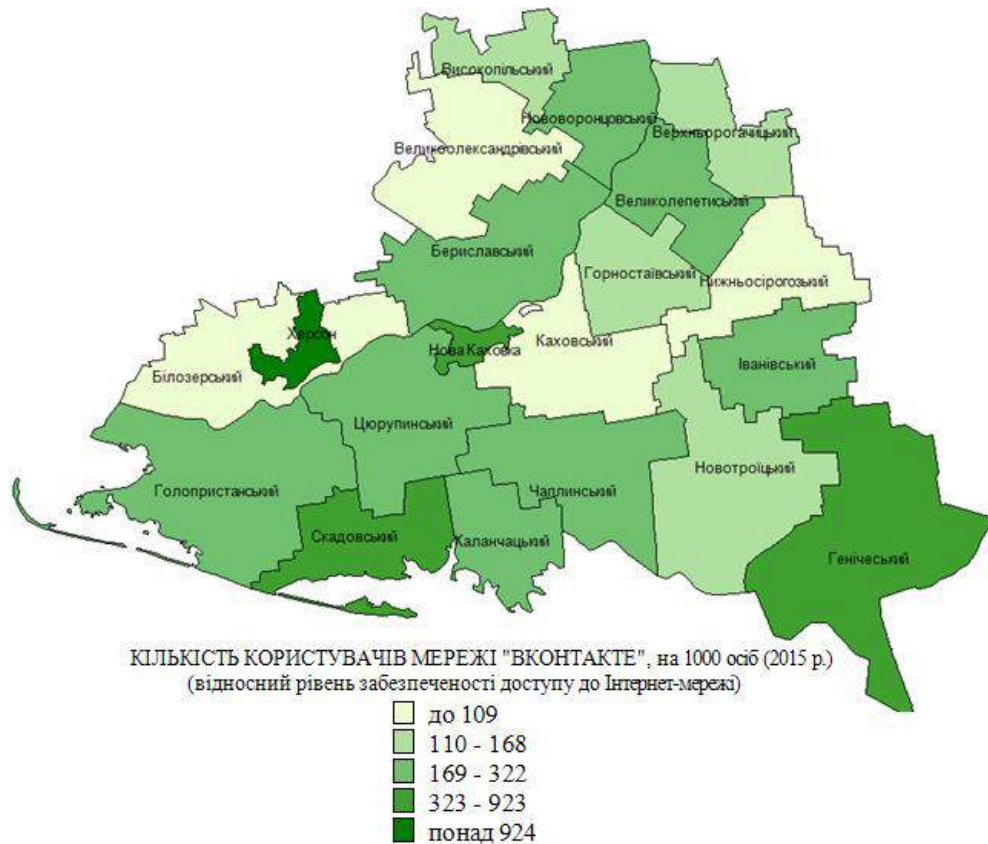 Високопільський
Нововоронцовський
Верхньорогачицький
Великоолександрівський
Великолепетиський
Бериславський
Горностаївський
Нижньосірогозький
Херсон
Нова Каховка
Каховський
Білозерський
Іванівський
Цюрупинський
Голопристанський
Чаплинський
Новотроїцький
Скадовський
Каланчацький
Генічеський
КІЛЬКІСТЬ КОРИСТУВАЧІВ МЕРЕЖІ "ВКОНТАКТЕ", на 1000 осіб (2015 р.)
(відносний рівень забезпеченості доступу до Інтернет-мережі)
до 109
110 - 168
169 - 322
323 - 923
понад 924